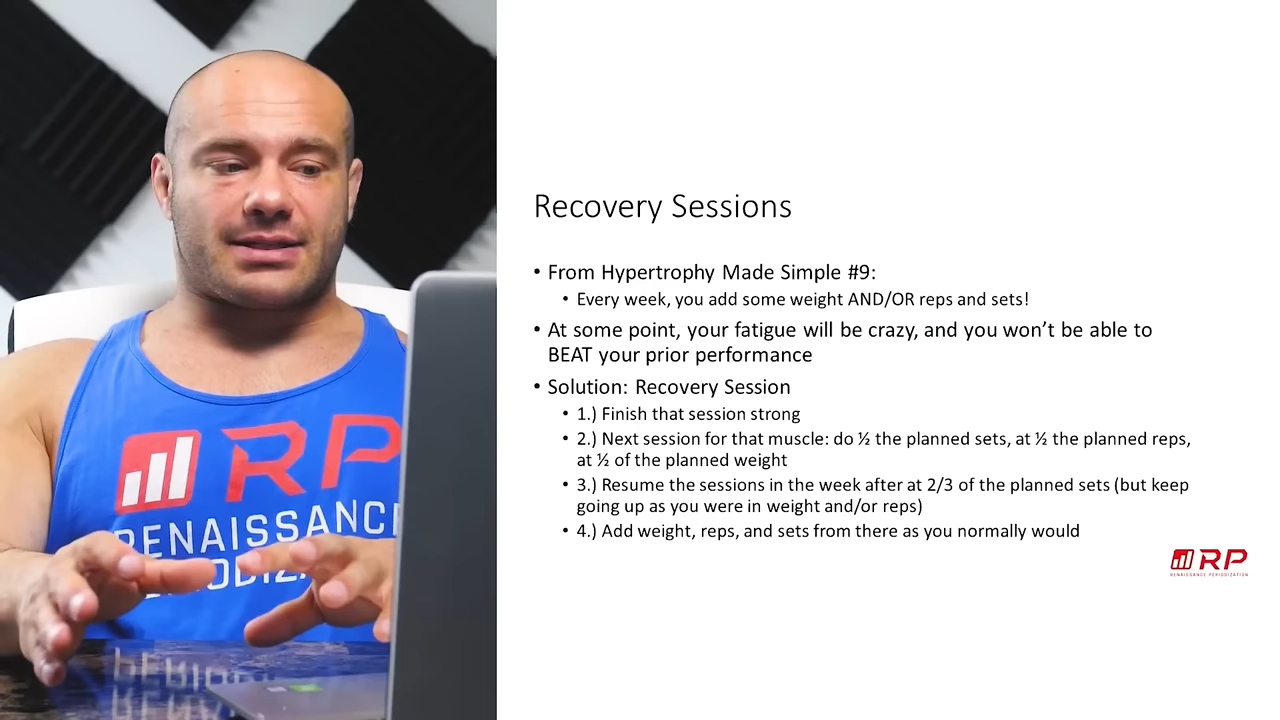 RP
RENAISSANCE
Recovery Sessions
• From Hypertrophy Made Simple #9:
• Every week, you add some weight AND/OR reps and sets!
• At some point, your fatigue will be crazy, and you won't be able to
BEAT your prior performance
• Solution: Recovery Session
• 1.) Finish that session strong
• 2.) Next session for that muscle: do ½ the planned sets, at ½ the planned reps,
at ½ of the planned weight
• 3.) Resume the sessions in the week after at 2/3 of the planned sets (but keep
going up as you were in weight and/or reps)
• 4.) Add weight, reps, and sets from there as you normally would
RP
RENAISSANCE PERIODIZATION